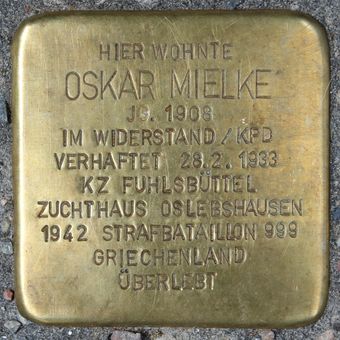 HIER WOHNTE
OSKAR MIELKE
JG. 1908
IM WIDERSTAND / KPD
VERHAFTET 28.2.1933
KZ FUHLSBÜTTEL
ZUCHTHAUS OSLEBSHAUSEN
1942 STRAFBATAILLON 999
GRIECHENLAND
ÜBERLEBT